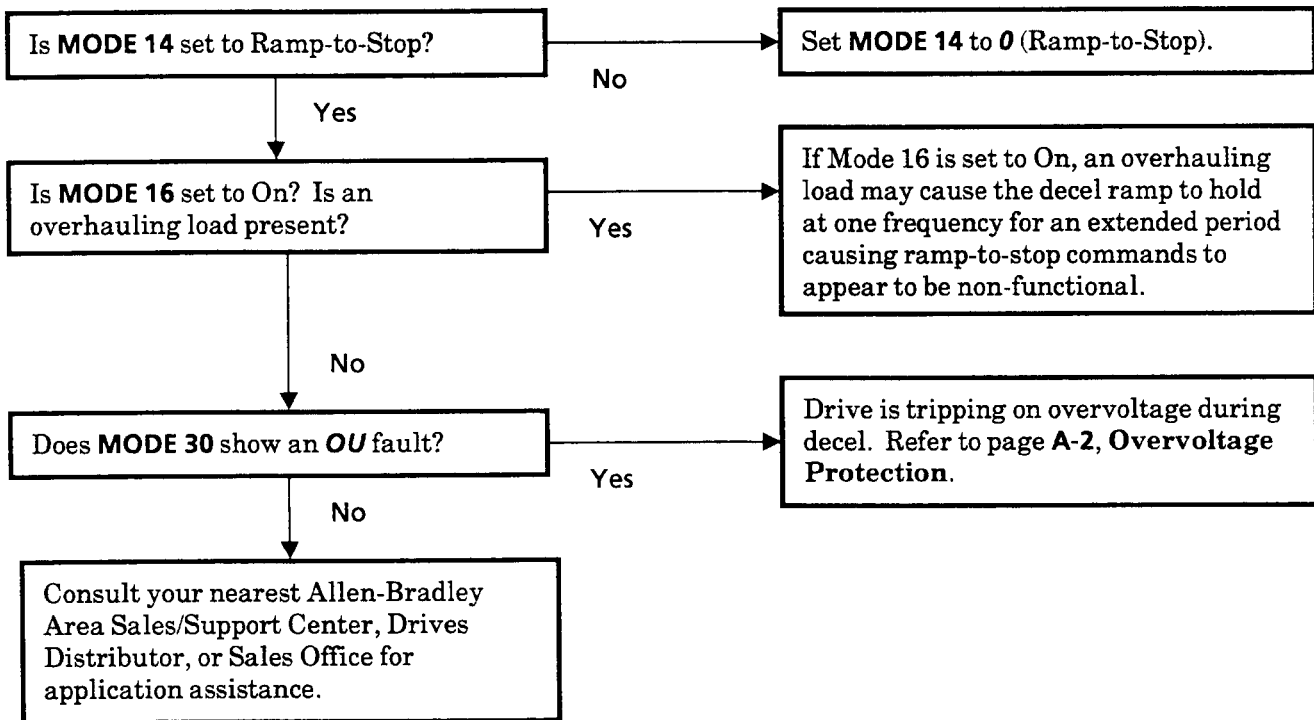 Is MODE 14 set to Ramp-to-Stop?
No
Set MODE 14 to 0 (Ramp-to-Stop).
Yes
Is MODE 16 set to On? Is an
overhauling load present?
Yes
If Mode 16 is set to On, an overhauling
load may cause the decel ramp to hold
at one frequency for an extended period
causing ramp-to-stop commands to
appear to be non-functional.
No
Does MODE 30 show an OU fault?
Yes
Drive is tripping on overvoltage during
decel. Refer to page A-2, Overvoltage
Protection.
No
Consult your nearest Allen-Bradley
Area Sales/Support Center, Drives
Distributor, or Sales Office for
application assistance.